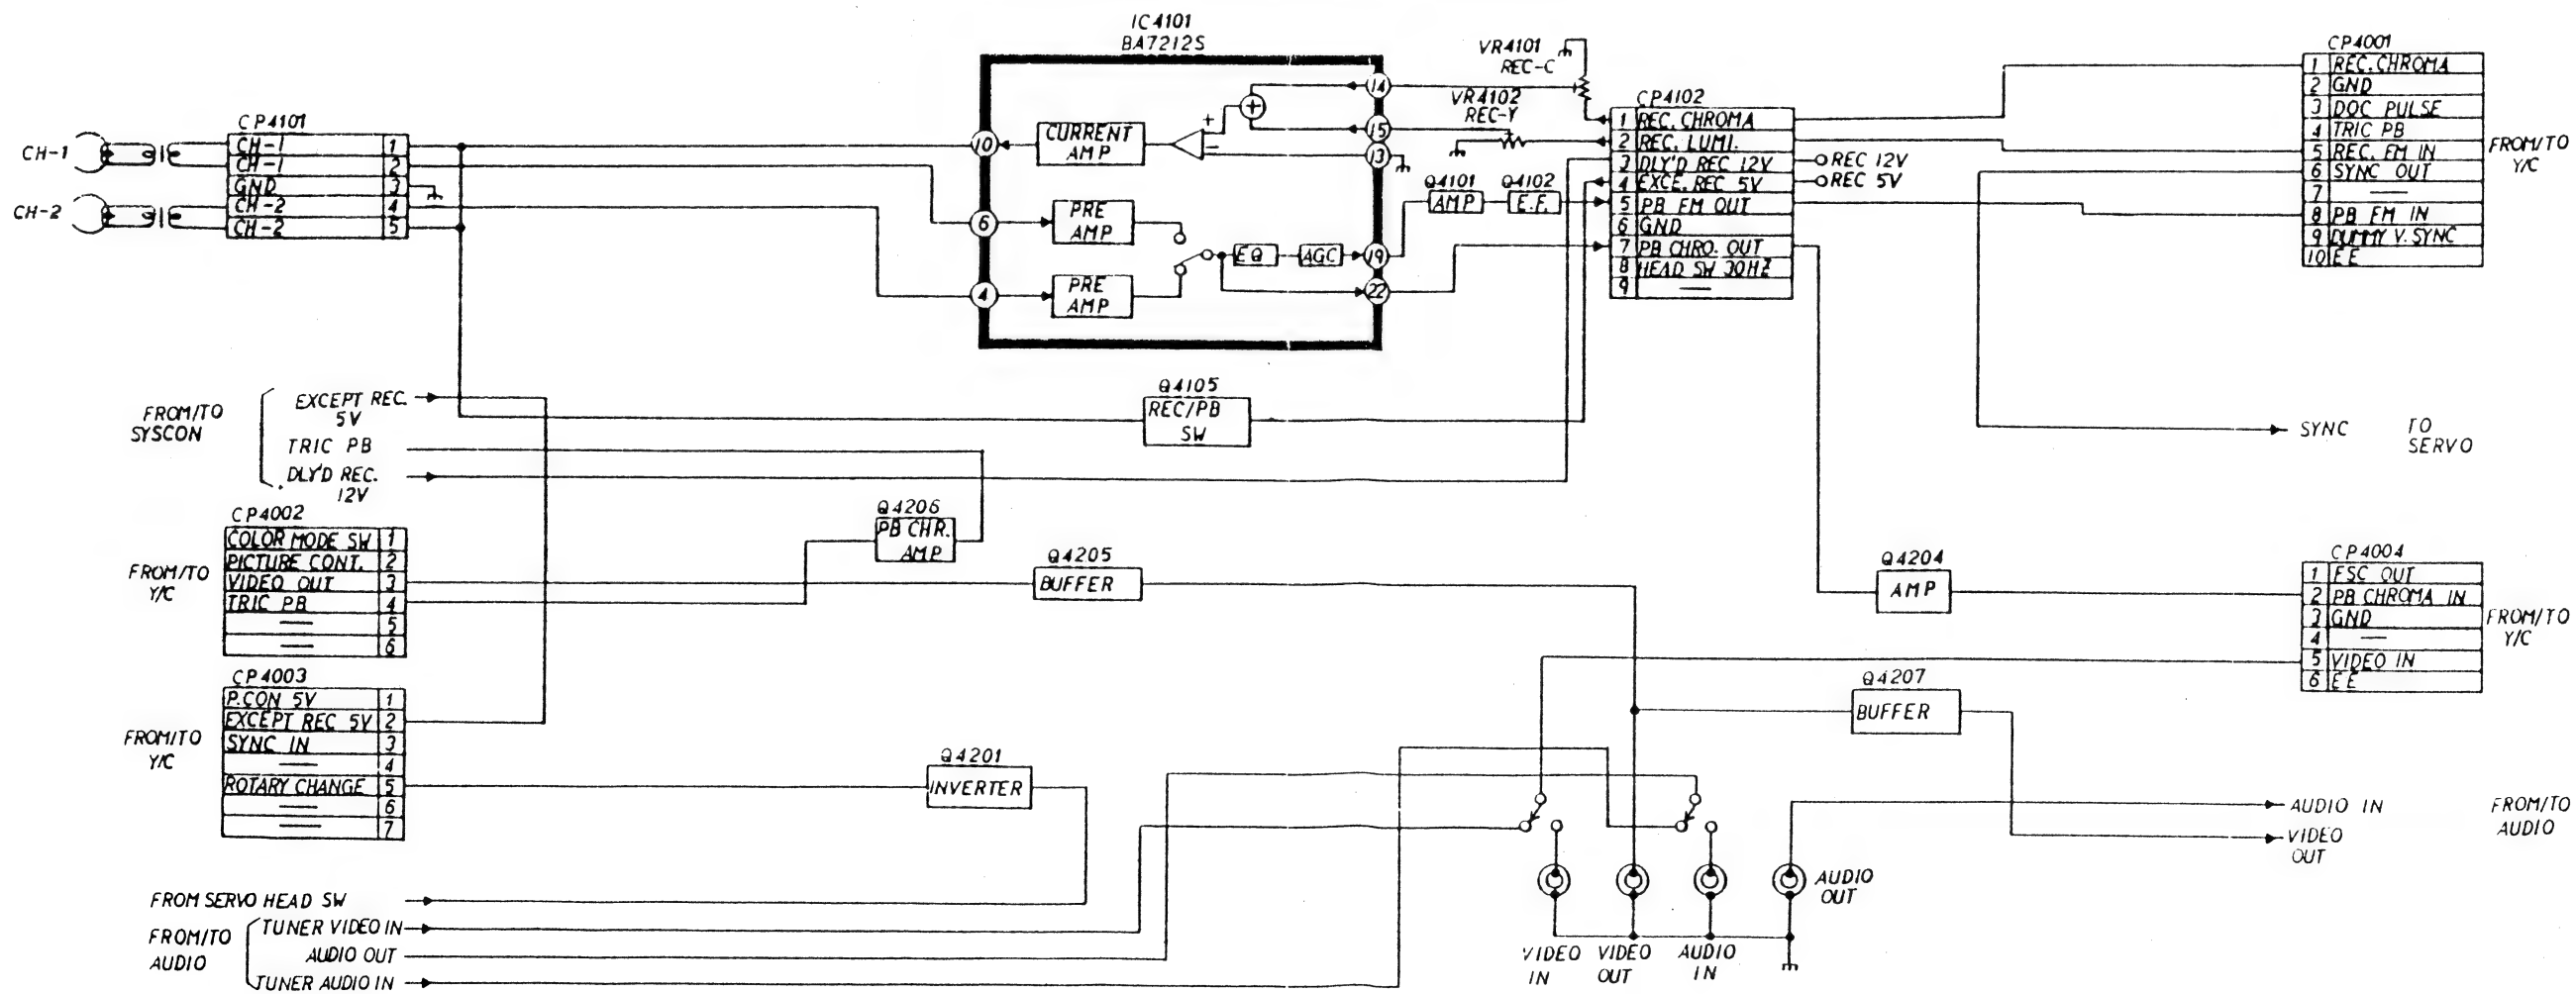 IC4101
BA7212S
CURRENT
AMP
PRE
AMP
PRE
AMP
EQ
AGC
+
+
−
10
6
4
14
15
13
19
22
CH-1
CH-2
CP4101
CH-1 1
CH-1 2
GND 3
CH-2 4
CH-2 5
VR4101
REC-C
VR4102
REC-Y
Q4101
AMP
Q4102
E.F.
CP4102
1 REC. CHROMA
2 REC. LUMI.
3 DLY'D REC 12V
4 EXCE. REC 5V
5 PB FM OUT
6 GND
7 PB CHRO. OUT
8 HEAD SW 30HZ
9 —
REC 12V
REC 5V
CP4001
1 REC. CHROMA
2 GND
3 DOC PULSE
4 TRIC PB
5 REC. FM IN
6 SYNC OUT
7 —
8 PB FM IN
9 DUMMY V. SYNC
10 EE
FROM/TO
Y/C
SYNC
TO
SERVO
FROM/TO
SYSCON
EXCEPT REC.
5V
TRIC PB
DLY'D REC.
12V
Q4105
REC/PB
SW
Q4206
PB CHR.
AMP
Q4205
BUFFER
Q4204
AMP
CP4002
COLOR MODE SW 1
PICTURE CONT. 2
VIDEO OUT 3
TRIC PB 4
— 5
— 6
FROM/TO
Y/C
CP4004
1 FSC OUT
2 PB CHROMA IN
3 GND
4 —
5 VIDEO IN
6 EE
FROM/TO
Y/C
CP4003
P.CON 5V 1
EXCEPT REC 5V 2
SYNC IN 3
— 4
ROTARY CHANGE 5
— 6
— 7
FROM/TO
Y/C
Q4201
INVERTER
Q4207
BUFFER
AUDIO IN
VIDEO
OUT
FROM/TO
AUDIO
FROM SERVO HEAD SW
FROM/TO
AUDIO
TUNER VIDEO IN
AUDIO OUT
TUNER AUDIO IN
VIDEO
IN
VIDEO
OUT
AUDIO
IN
AUDIO
OUT